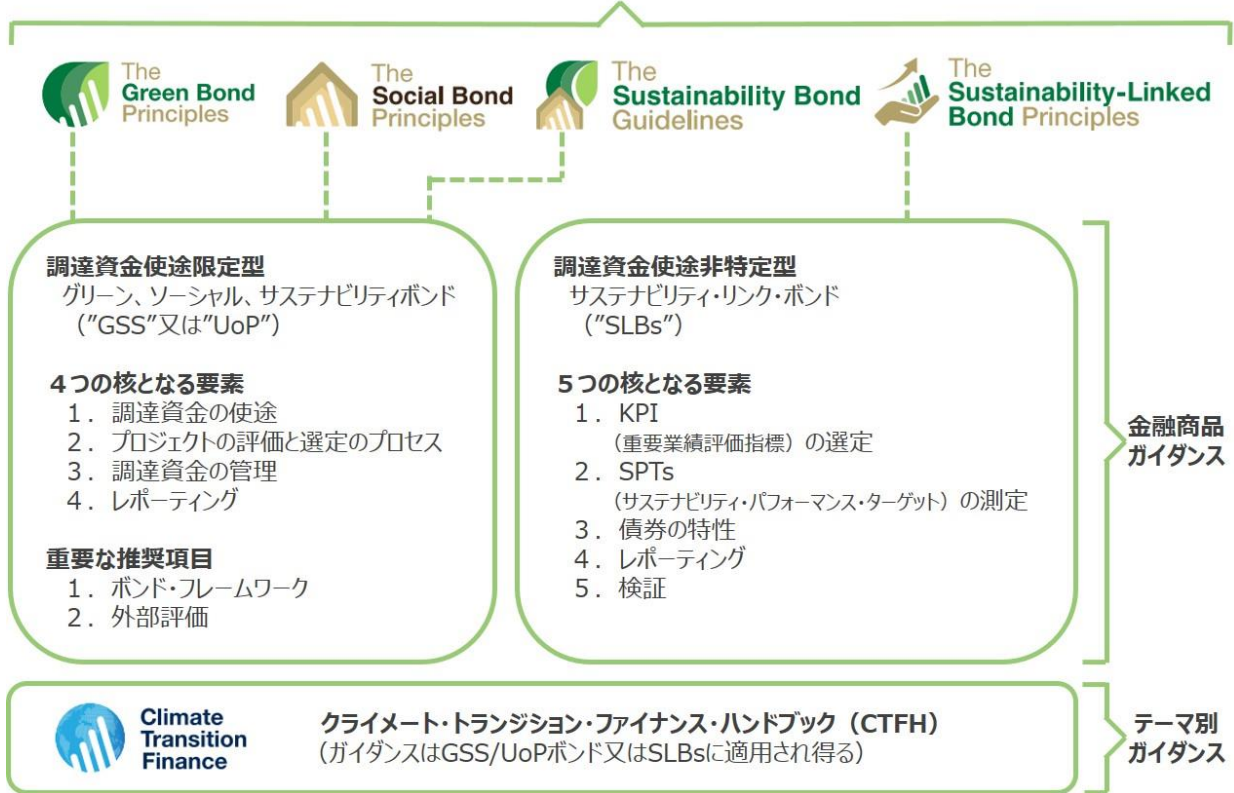 The
Green Bond
Principles
The
Social Bond
Principles
The
Sustainability Bond
Guidelines
The
Sustainability-Linked
Bond Principles
調達資金使途限定型
グリーン、ソーシャル、サステナビリティボンド
(”GSS”又は”UoP”)
4つの核となる要素
1. 調達資金の使途
2. プロジェクトの評価と選定のプロセス
3. 調達資金の管理
4. レポーティング
重要な推奨項目
1. ボンド・フレームワーク
2. 外部評価
調達資金使途非特定型
サステナビリティ・リンク・ボンド
(”SLBs”)
5つの核となる要素
1. KPI
(重要業績評価指標)の選定
2. SPTs
(サステナビリティ・パフォーマンス・ターゲット)の測定
3. 債券の特性
4. レポーティング
5. 検証
金融商品
ガイダンス
Climate
Transition
Finance
クライメート・トランジション・ファイナンス・ハンドブック(CTFH)
(ガイダンスはGSS/UoPボンド又はSLBsに適用され得る)
テーマ別
ガイダンス